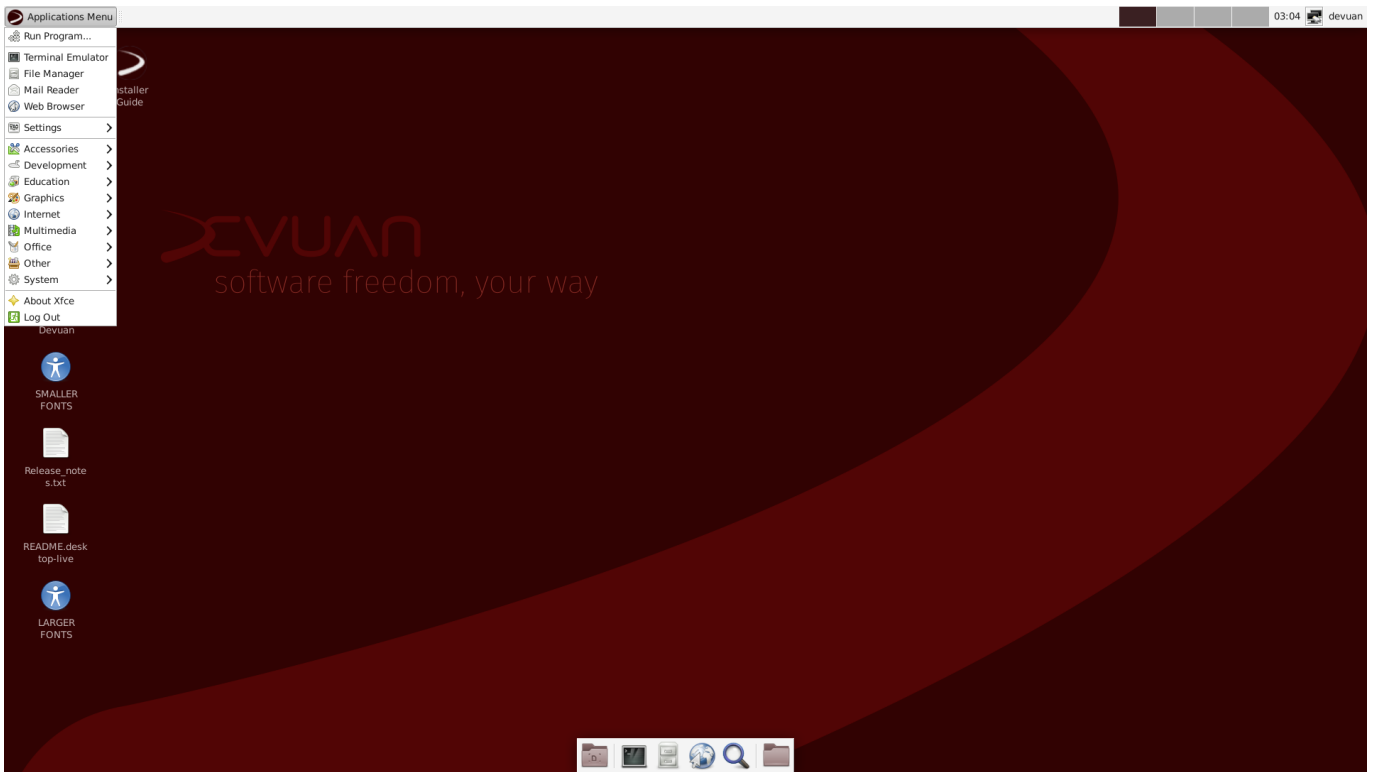 Applications Menu
03:04
devuan
Run Program...
Terminal Emulator
File Manager
Mail Reader
Web Browser
Settings
Accessories
Development
Education
Graphics
Internet
Multimedia
Office
Other
System
About Xfce
Log Out
nstaller
Guide
DEVUAN
software freedom, your way
Devuan
SMALLER
FONTS
Release_note
s.txt
README.desk
top-live
LARGER
FONTS